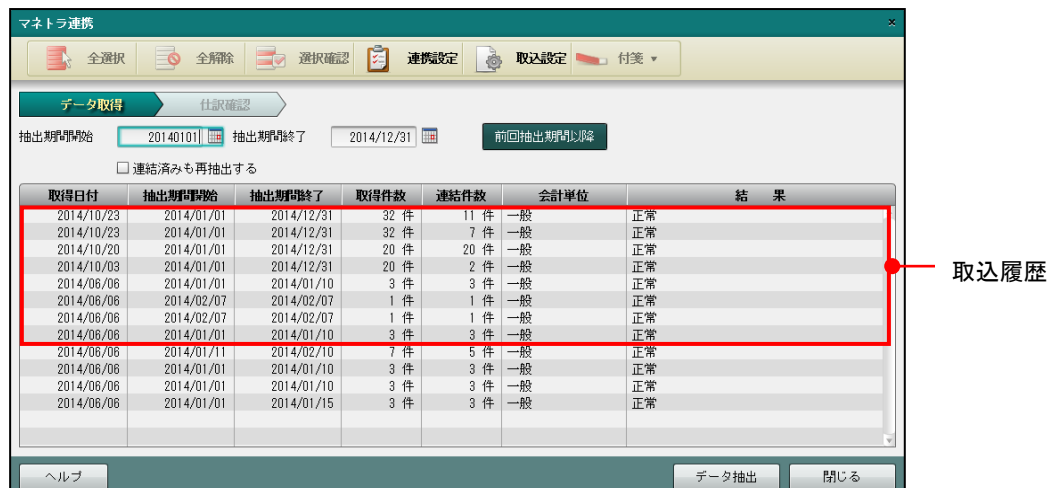 マネトラ連携 ×
全選択 全解除 選択確認 連携設定 取込設定 付箋 ▼
データ取得 仕訳確認
抽出期間開始 20140101 抽出期間終了 2014/12/31 前回抽出期間以降
連結済みも再抽出する
取得日付 抽出期間開始 抽出期間終了 取得件数 連結件数 会計単位 結 果
2014/10/23 2014/01/01 2014/12/31 32 件 11 件 一般 正常
2014/10/23 2014/01/01 2014/12/31 32 件 7 件 一般 正常
2014/10/20 2014/01/01 2014/12/31 20 件 20 件 一般 正常
2014/10/03 2014/01/01 2014/12/31 20 件 2 件 一般 正常
取込履歴
2014/06/06 2014/01/01 2014/01/10 3 件 3 件 一般 正常
2014/06/06 2014/02/07 2014/02/07 1 件 1 件 一般 正常
2014/06/06 2014/02/07 2014/02/07 1 件 1 件 一般 正常
2014/06/06 2014/01/01 2014/01/10 3 件 3 件 一般 正常
2014/06/06 2014/01/11 2014/02/10 7 件 5 件 一般 正常
2014/06/06 2014/01/01 2014/01/10 3 件 3 件 一般 正常
2014/06/06 2014/01/01 2014/01/10 3 件 3 件 一般 正常
2014/06/06 2014/01/01 2014/01/15 3 件 3 件 一般 正常
ヘルプ データ抽出 閉じる